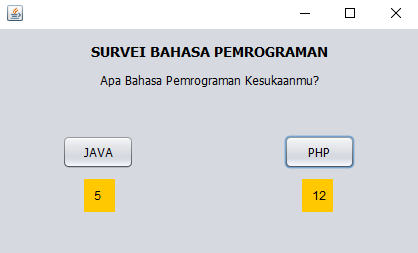 SURVEI BAHASA PEMROGRAMAN
Apa Bahasa Pemrograman Kesukaanmu?
JAVA PHP
5 12